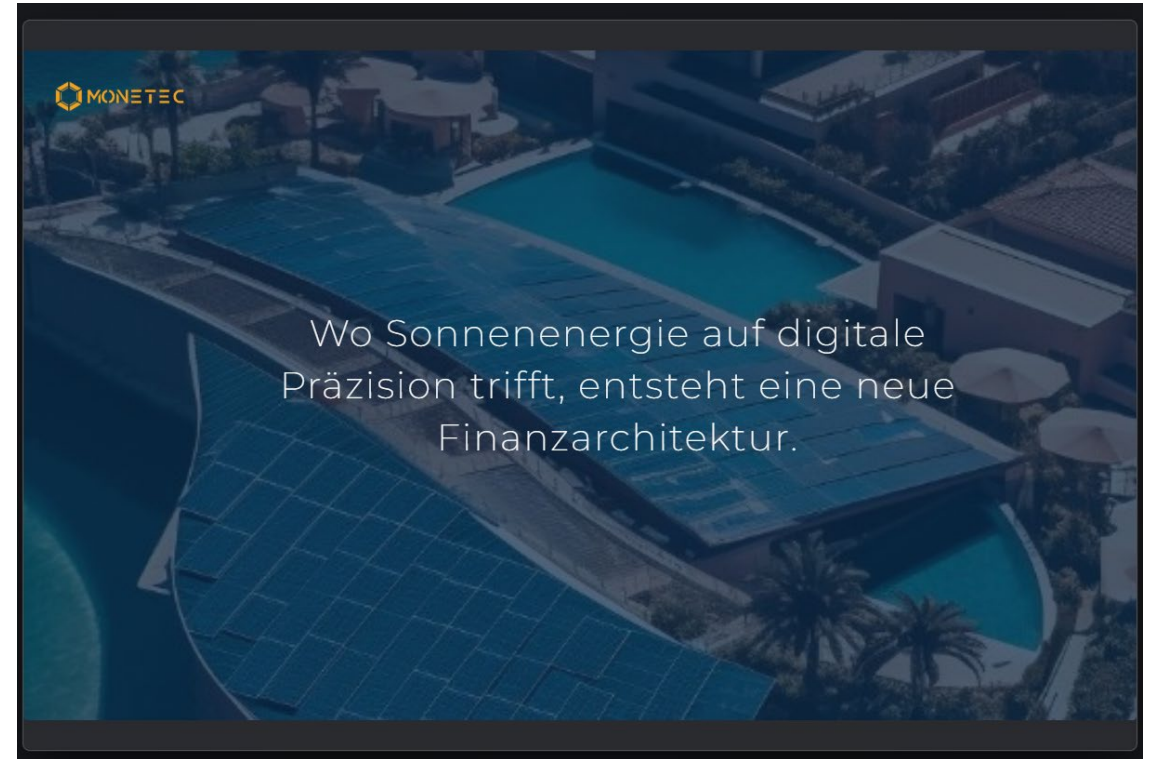 MONETEC
Wo Sonnenenergie auf digitale
Präzision trifft, entsteht eine neue
Finanzarchitektur.